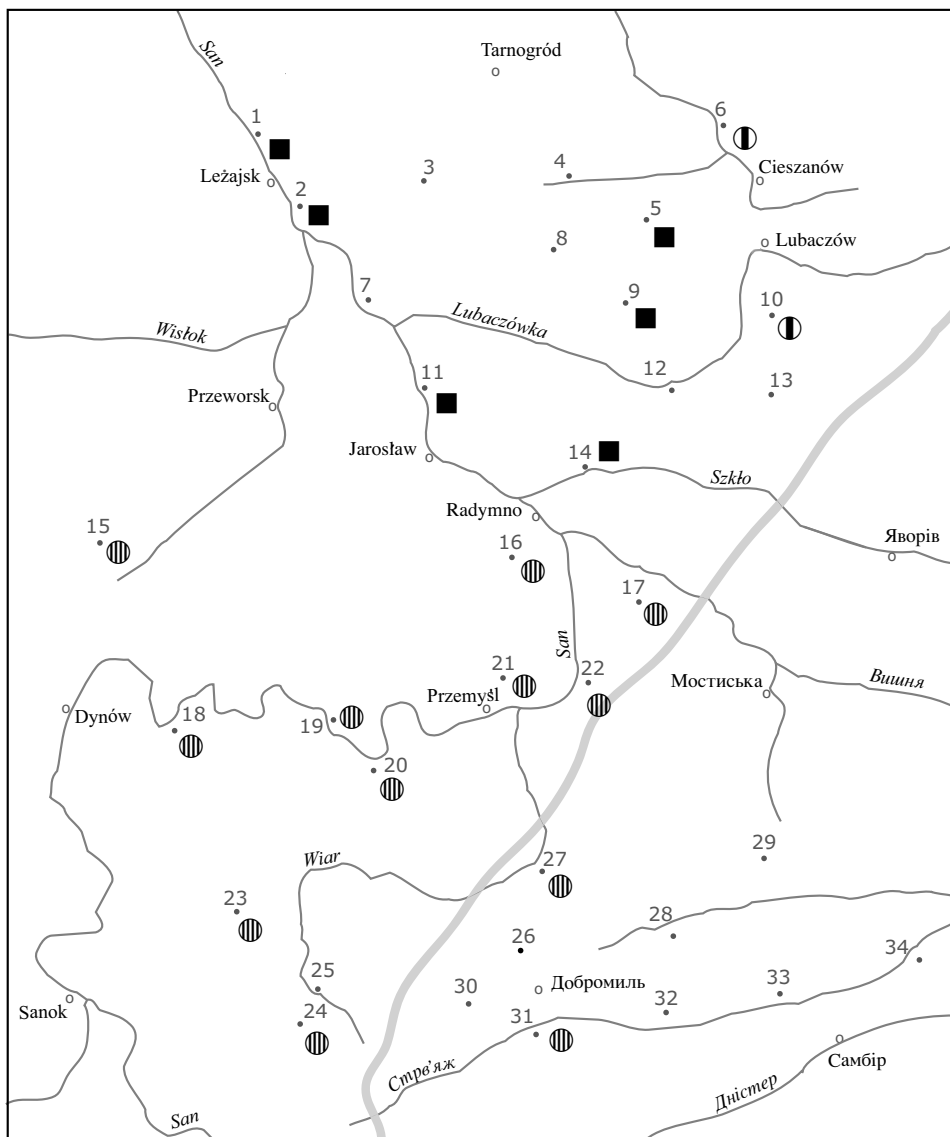 San
Tarnogród
1
6
Leżajsk
3
4
Cieszanów
2
5
8
Lubaczów
7
9
10
Wisłok
Lubaczówka
11
12
13
Przeworsk
Jarosław
14
Szkło
Radymno
15
16
Яворів
17
San
21
22
Przemyśl
Мостиська
Вишня
Dynów
18
19
20
Wiar
27
29
23
28
26
34
25
30
Добромиль
33
Sanok
24
31
32
Стрв'яж
Самбір
Дністер
San